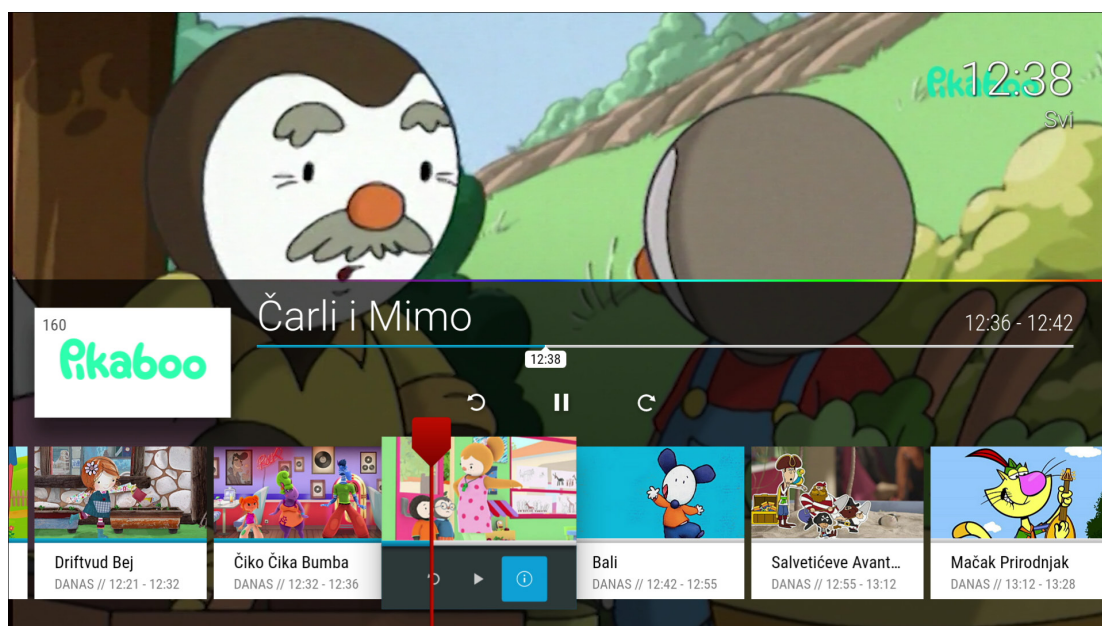 12:38
Pikaboo
Svi
Čarli i Mimo
12:36 - 12:42
160
Pikaboo
12:38
Driftvud Bej
DANAS // 12:21 - 12:32
Čiko Čika Bumba
DANAS // 12:32 - 12:36
Bali
DANAS // 12:42 - 12:55
Salvetićeve Avant...
DANAS // 12:55 - 13:12
Mačak Prirodnjak
DANAS // 13:12 - 13:28